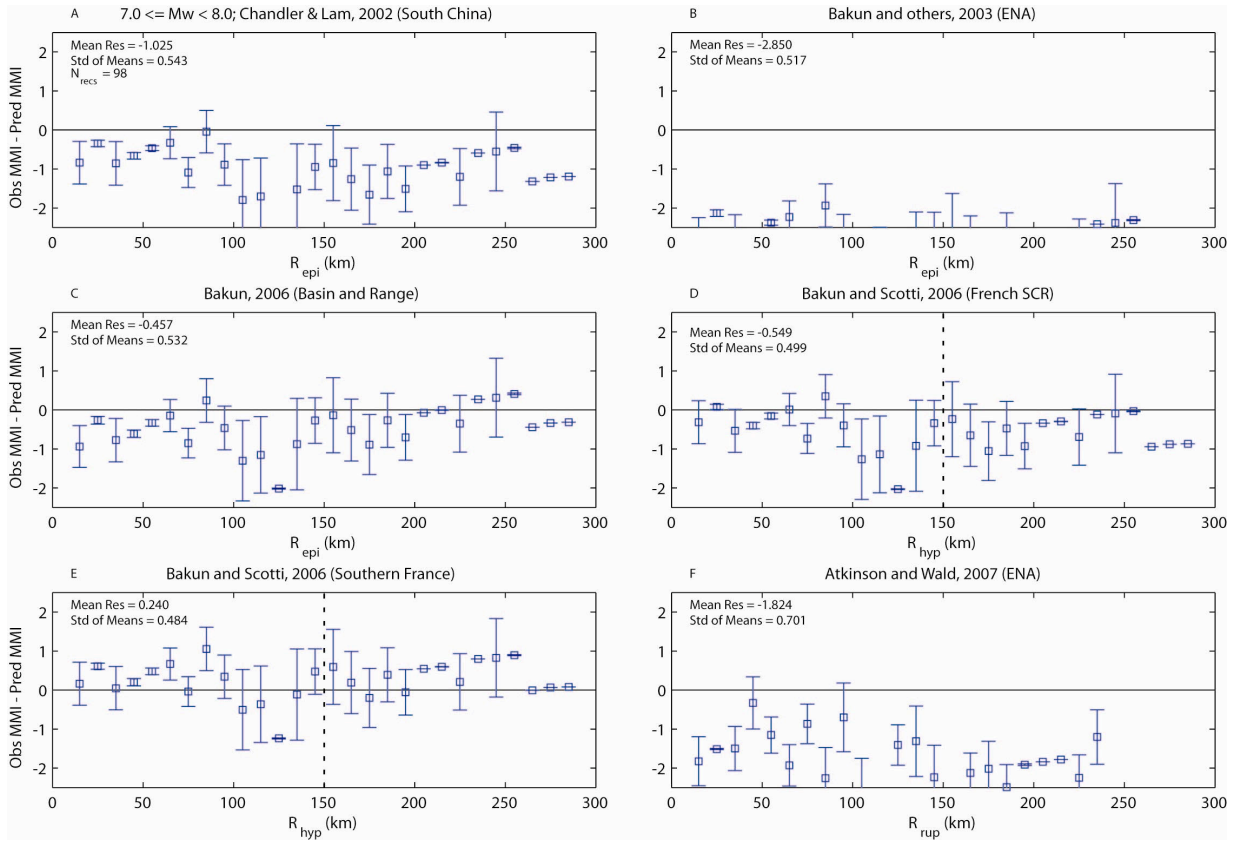 A 7.0 <= Mw < 8.0; Chandler & Lam, 2002 (South China)
Mean Res = -1.025
Std of Means = 0.543
N recs = 98
2
1
0
-1
-2
Obs MMI - Pred MMI
0 50 100 150 200 250 300
R epi (km)
B Bakun and others, 2003 (ENA)
Mean Res = -2.850
Std of Means = 0.517
2
1
0
-1
-2
0 50 100 150 200 250 300
R epi (km)
C Bakun, 2006 (Basin and Range)
Mean Res = -0.457
Std of Means = 0.532
2
1
0
-1
-2
Obs MMI - Pred MMI
0 50 100 150 200 250 300
R epi (km)
D Bakun and Scotti, 2006 (French SCR)
Mean Res = -0.549
Std of Means = 0.499
2
1
0
-1
-2
0 50 100 150 200 250 300
R hyp (km)
E Bakun and Scotti, 2006 (Southern France)
Mean Res = 0.240
Std of Means = 0.484
2
1
0
-1
-2
Obs MMI - Pred MMI
0 50 100 150 200 250 300
R hyp (km)
F Atkinson and Wald, 2007 (ENA)
Mean Res = -1.824
Std of Means = 0.701
2
1
0
-1
-2
0 50 100 150 200 250 300
R rup (km)